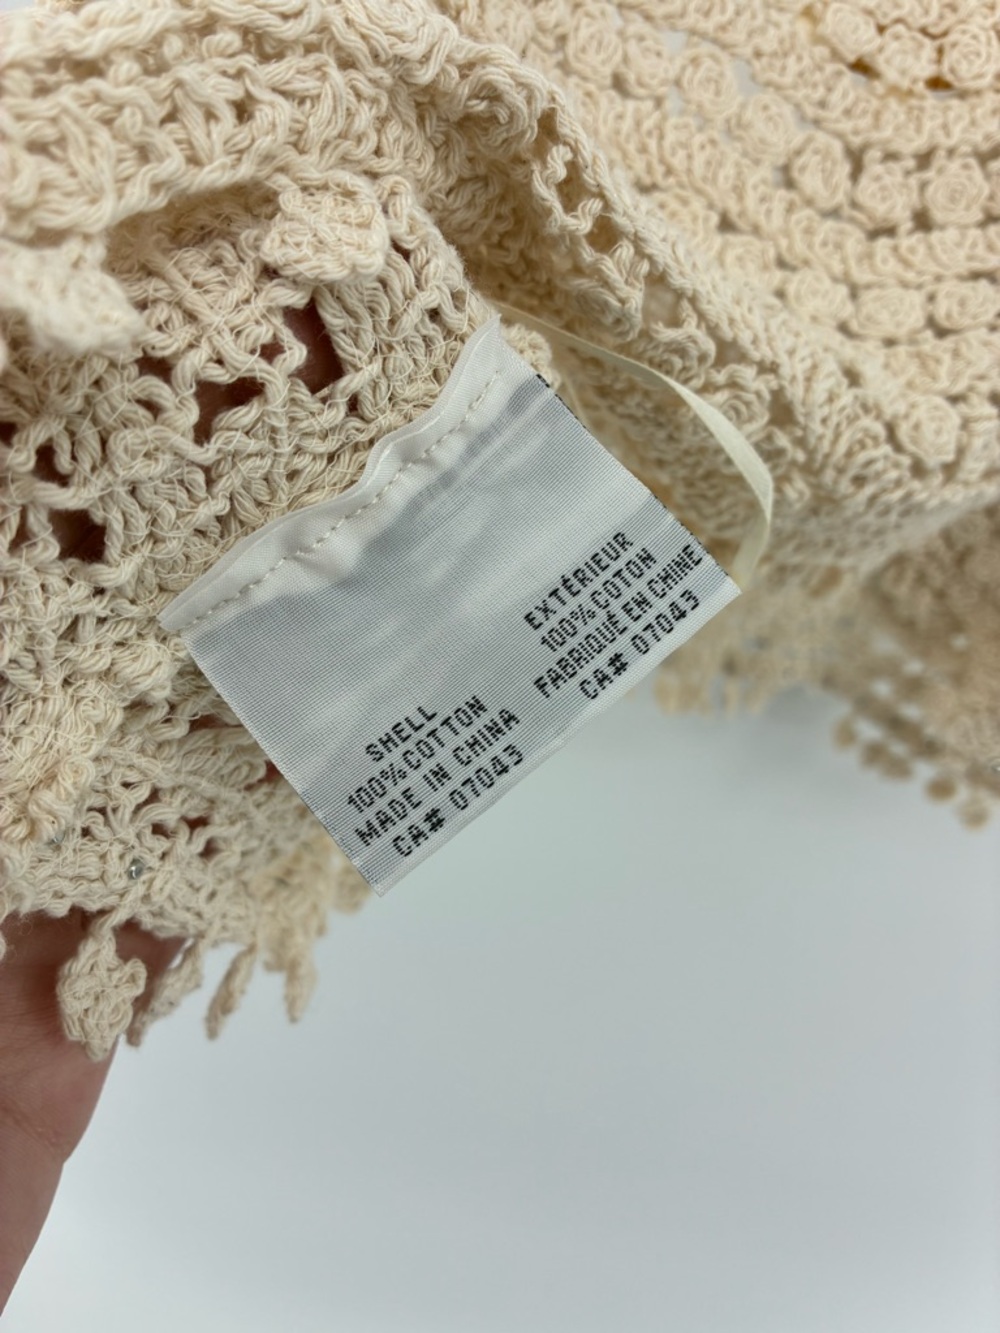 SHELL
100% COTTON
MADE IN CHINA
CA# 07043
EXTÉRIEUR
100% COTON
FABRIQUÉ EN CHINE
CA# 07043